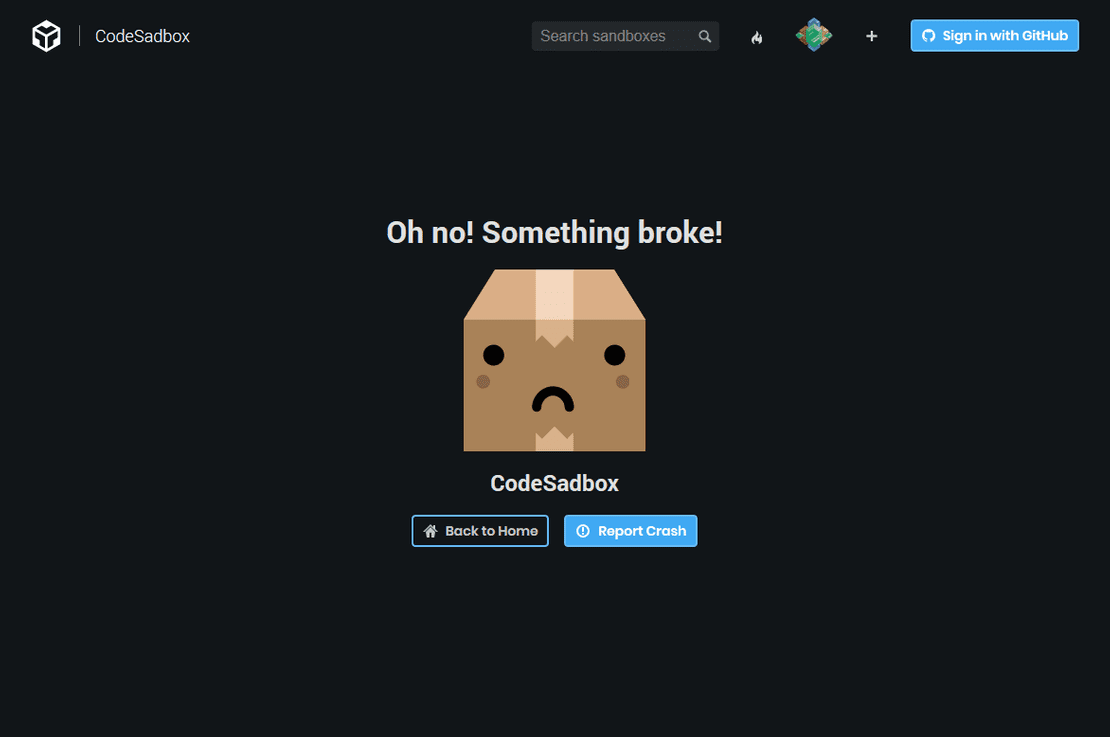 CodeSadbox
Search sandboxes
Sign in with GitHub
Oh no! Something broke!
CodeSadbox
Back to Home
Report Crash